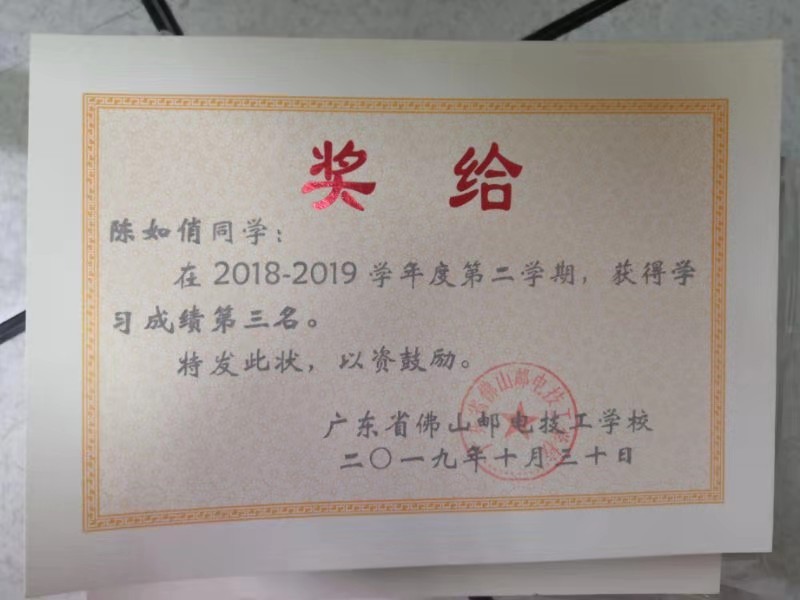 奖 给
陈如俏同学：
在 2018-2019 学年度第二学期，获得学
习成绩第三名。
特发此状，以资鼓励。
广东省佛山邮电技工学校
二〇一九年十月三十日
广东省佛山邮电技工学校